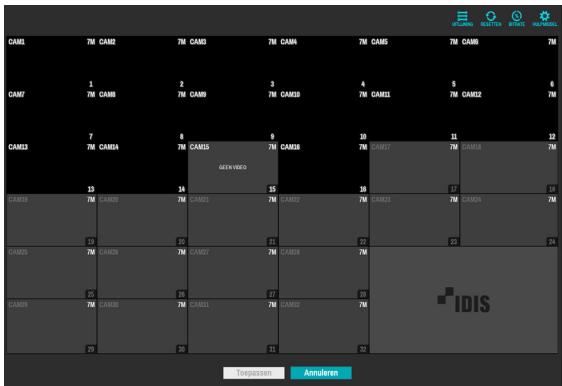 UITLIJNING RESETTEN BITRATE HULPMIDDEL
CAM1 7M CAM2 7M CAM3 7M CAM4 7M CAM5 7M CAM6 7M
1 2 3 4 5 6
CAM7 7M CAM8 7M CAM9 7M CAM10 7M CAM11 7M CAM12 7M
7 8 9 10 11 12
CAM13 7M CAM14 7M CAM15 7M CAM16 7M CAM17 7M CAM18 7M
GEEN VIDEO
13 14 15 16 17 18
CAM19 7M CAM20 7M CAM21 7M CAM22 7M CAM23 7M CAM24 7M
19 20 21 22 23 24
CAM25 7M CAM26 7M CAM27 7M CAM28 7M
25 26 27 28
IDIS
CAM29 7M CAM30 7M CAM31 7M CAM32 7M
29 30 31 32
Toepassen Annuleren